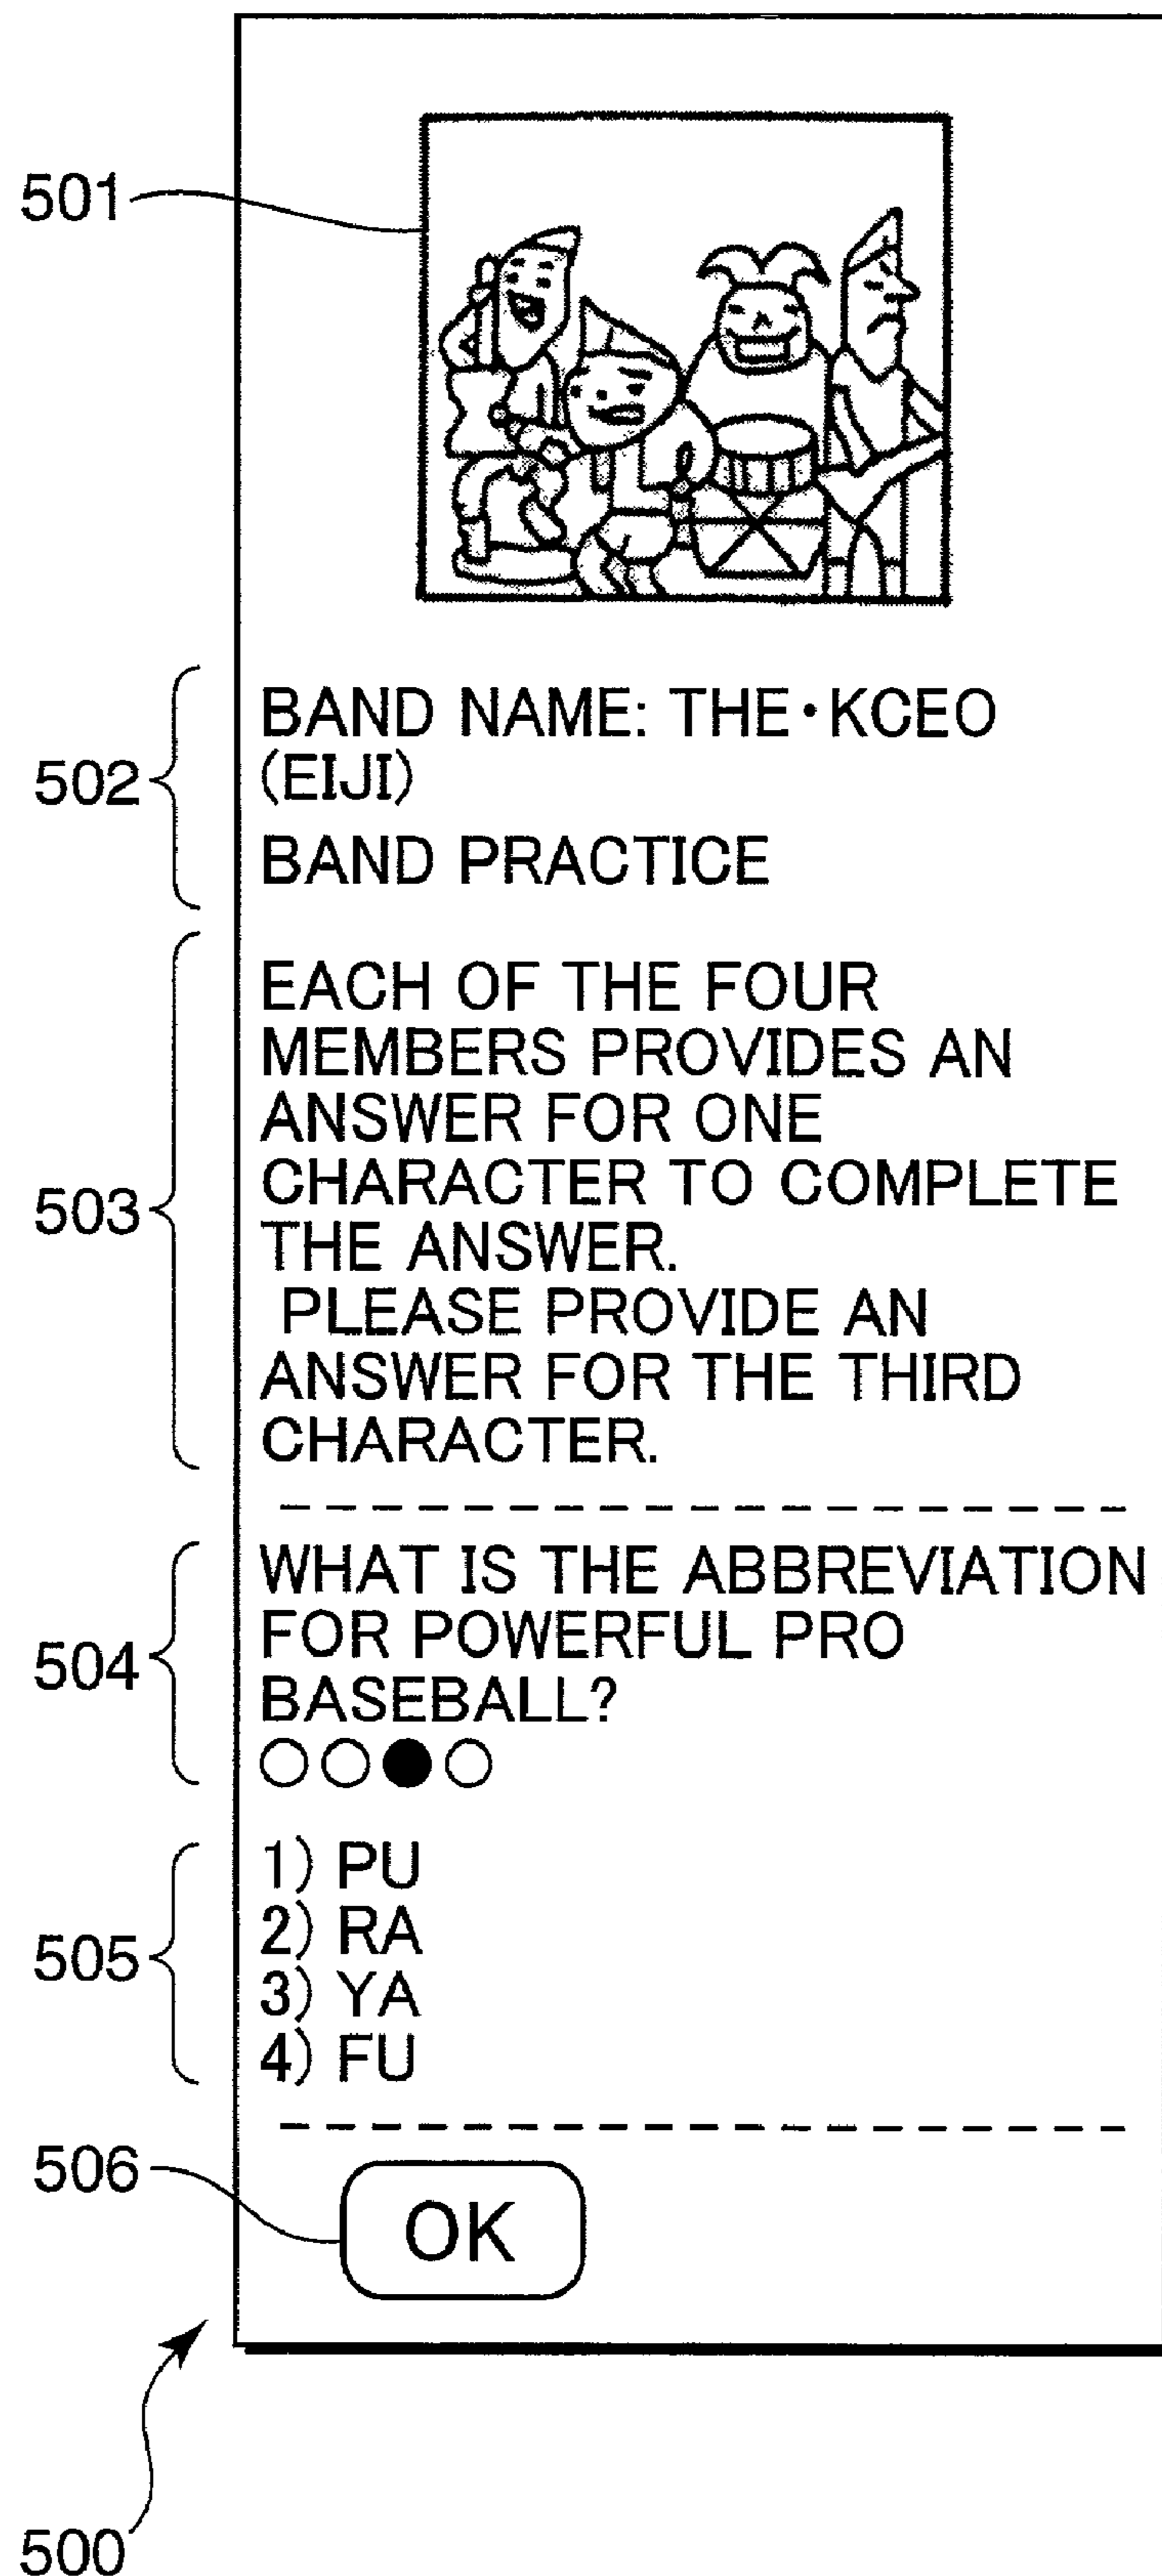 501
BAND NAME: THE・KCEO
(EIJI)
502
BAND PRACTICE
EACH OF THE FOUR
MEMBERS PROVIDES AN
ANSWER FOR ONE
CHARACTER TO COMPLETE
503
THE ANSWER.
PLEASE PROVIDE AN
ANSWER FOR THE THIRD
CHARACTER.
WHAT IS THE ABBREVIATION
FOR POWERFUL PRO
504
BASEBALL?
○○●○
1) PU
2) RA
505
3) YA
4) FU
506
OK
500